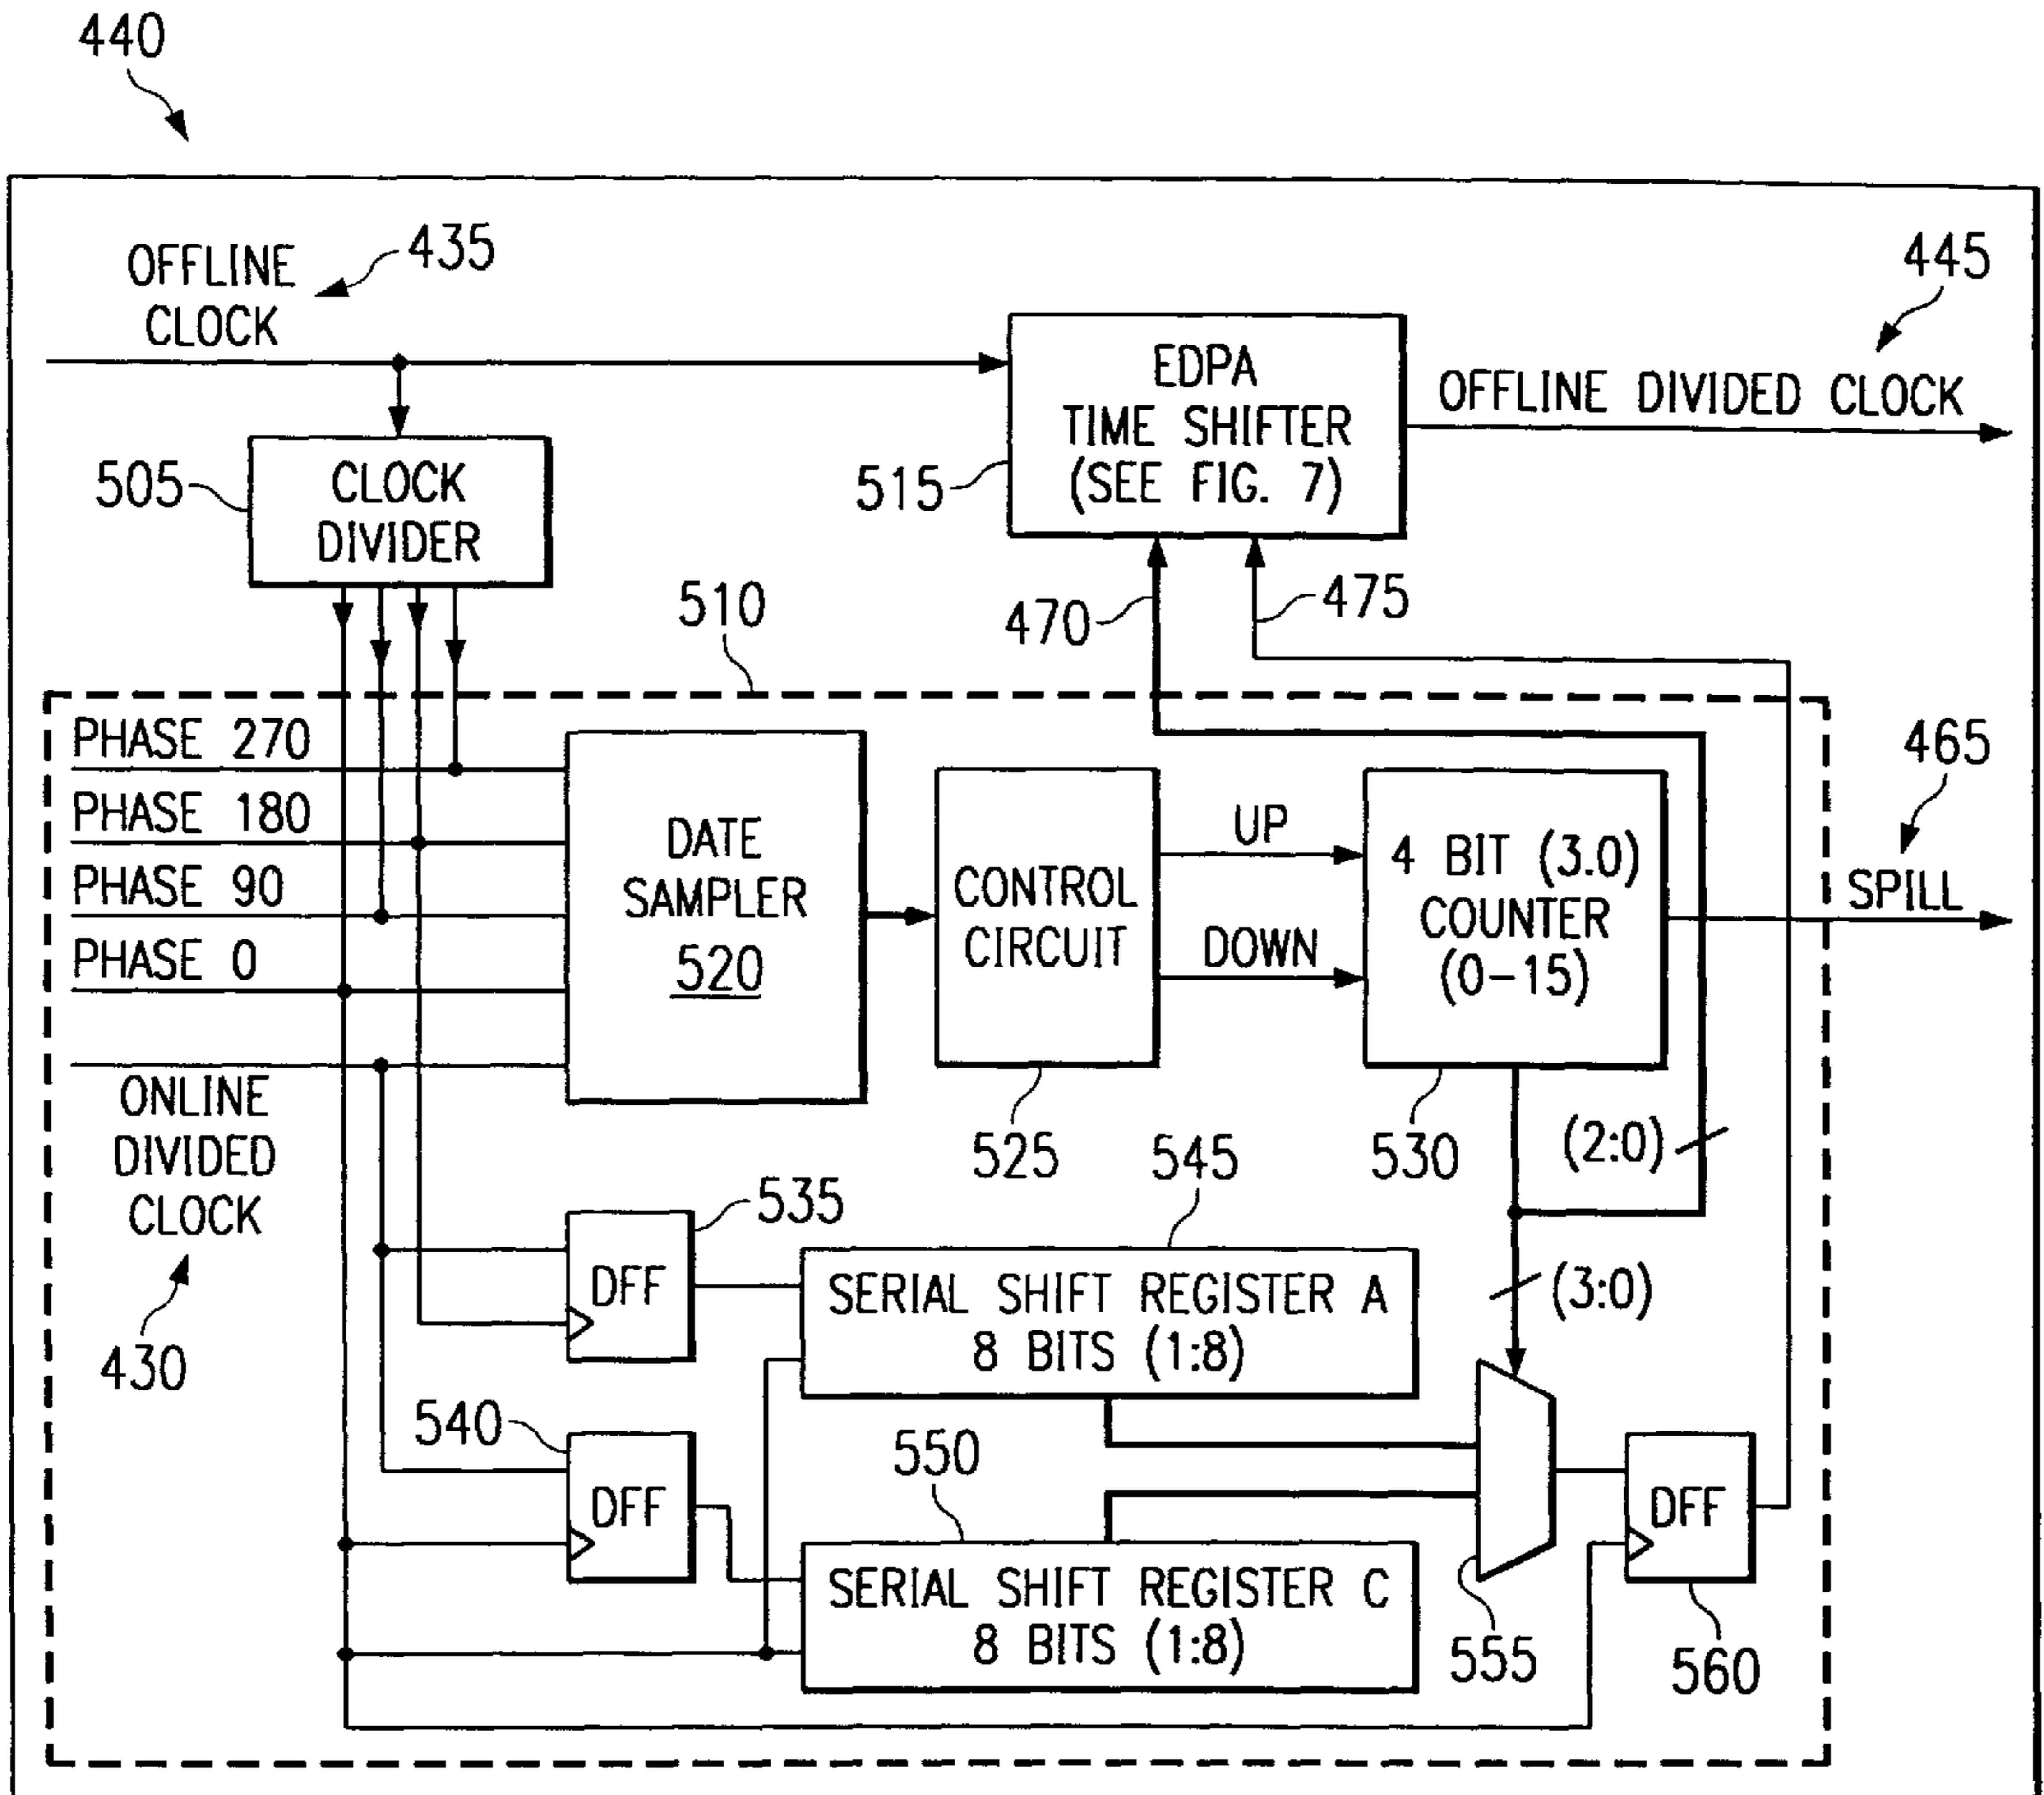 440
OFFLINE
CLOCK
435
445
EDPA
TIME SHIFTER
(SEE FIG. 7)
515
OFFLINE DIVIDED CLOCK
505
CLOCK
DIVIDER
510
470
475
PHASE 270
PHASE 180
PHASE 90
PHASE 0
DATE
SAMPLER
520
CONTROL
CIRCUIT
525
UP
DOWN
4 BIT (3.0)
COUNTER
(0-15)
530
465
SPILL
ONLINE
DIVIDED
CLOCK
430
(2:0)
(3:0)
DFF
535
545
SERIAL SHIFT REGISTER A
8 BITS (1:8)
540
DFF
550
SERIAL SHIFT REGISTER C
8 BITS (1:8)
555
DFF
560